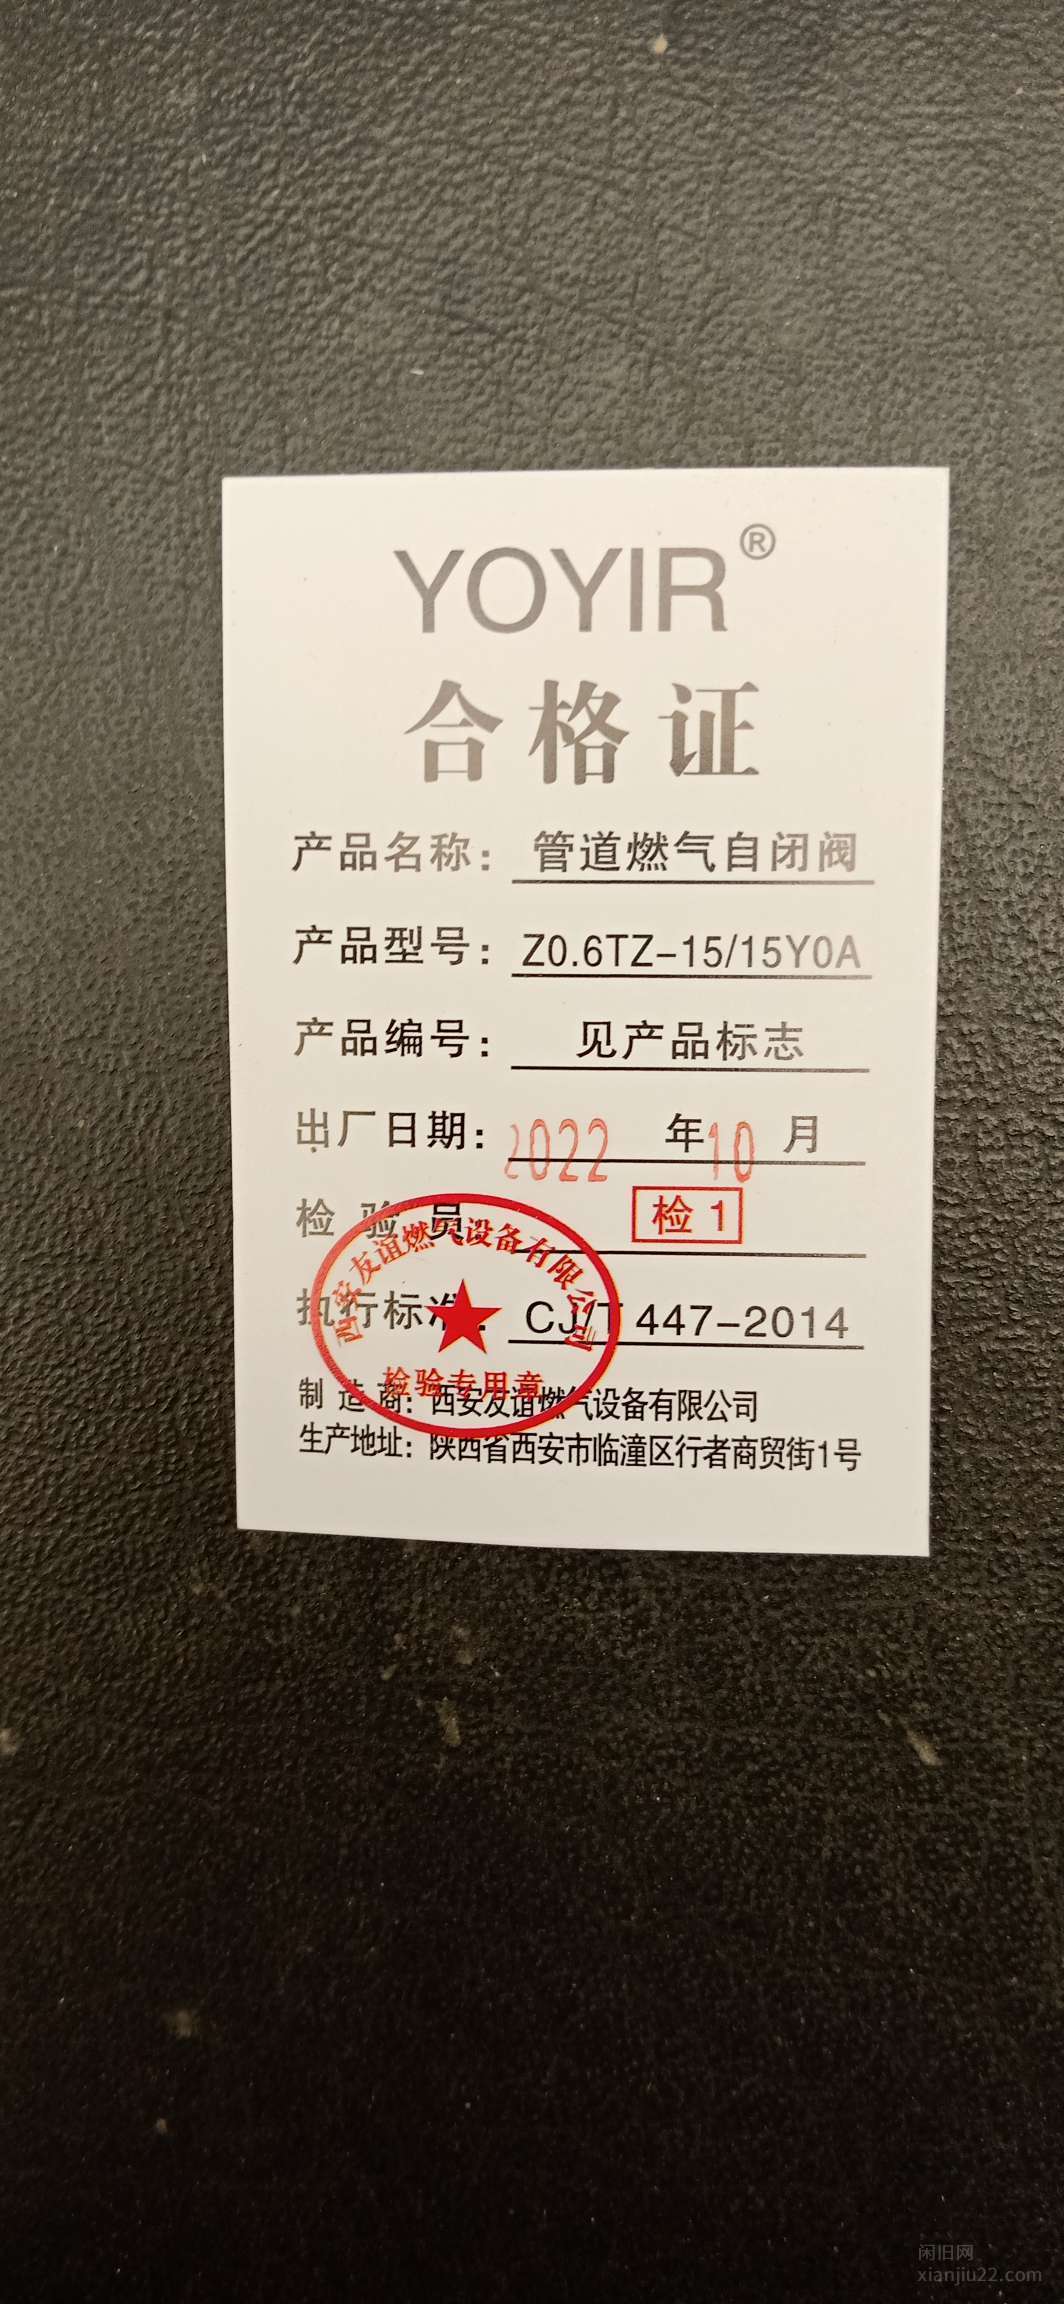 YOYIR®
合格证
产品名称： 管道燃气自闭阀
产品型号： Z0.6TZ-15/15Y0A
产品编号： 见产品标志
出厂日期： 2022 年 10 月
检验员： 检1
执行标准： CJ/T 447-2014
西安友谊燃气设备有限公司
检验专用章
制造商：西安友谊燃气设备有限公司
生产地址：陕西省西安市临潼区行者商贸街1号
闲旧网
xianjiu22.com